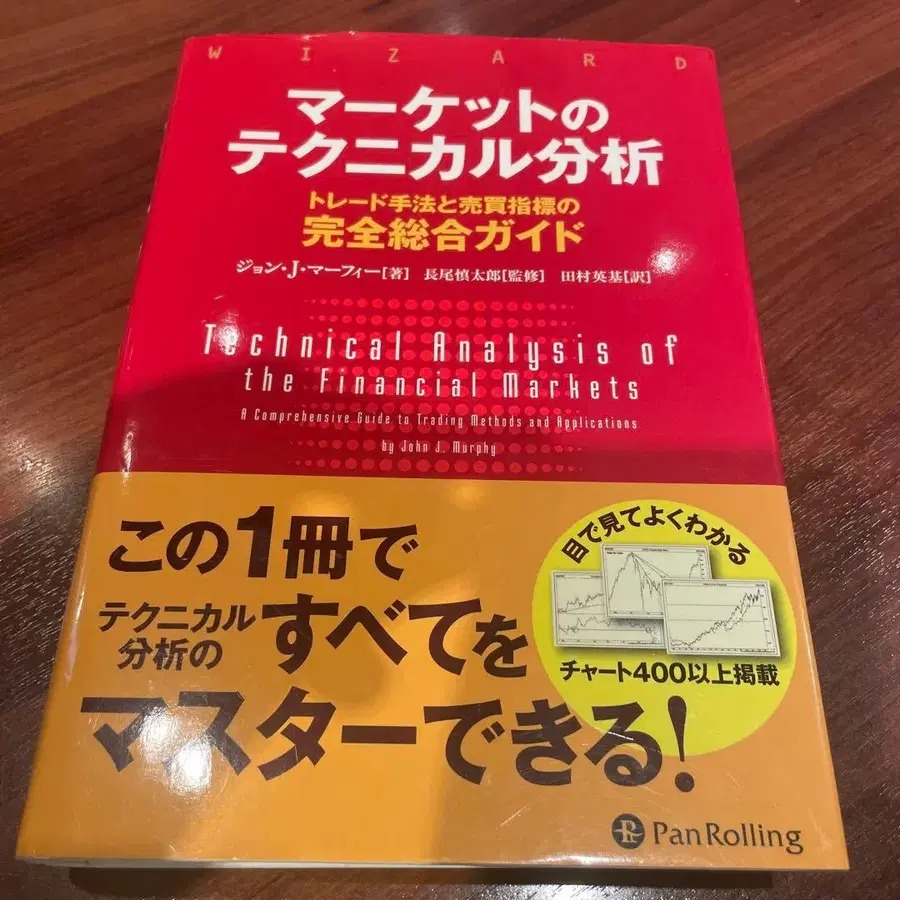 WIZARD
マーケットの
テクニカル分析
トレード手法と売買指標の
完全総合ガイド
ジョン・J・マーフィー[著] 長尾慎太郎[監修] 田村英基[訳]
Technical Analysis of
the Financial Markets
A Comprehensive Guide to Trading Methods and Applications
by John J. Murphy
この1冊で
テクニカル
分析の
すべてを
マスターできる!
目で見てよくわかる
チャート400以上掲載
PanRolling